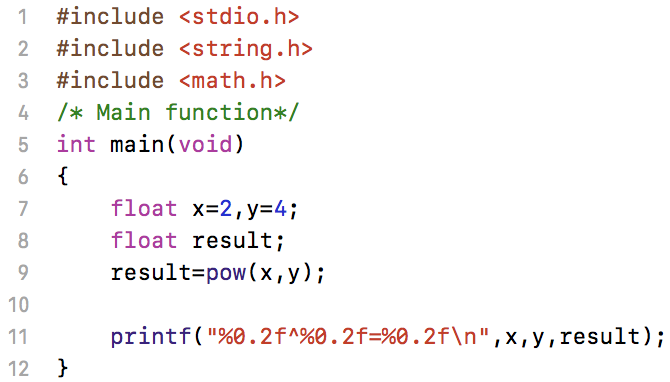 1 #include <stdio.h>
2 #include <string.h>
3 #include <math.h>
4 /* Main function*/
5 int main(void)
6 {
7     float x=2,y=4;
8     float result;
9     result=pow(x,y);
10
11     printf("%0.2f^%0.2f=%0.2f\n",x,y,result);
12 }